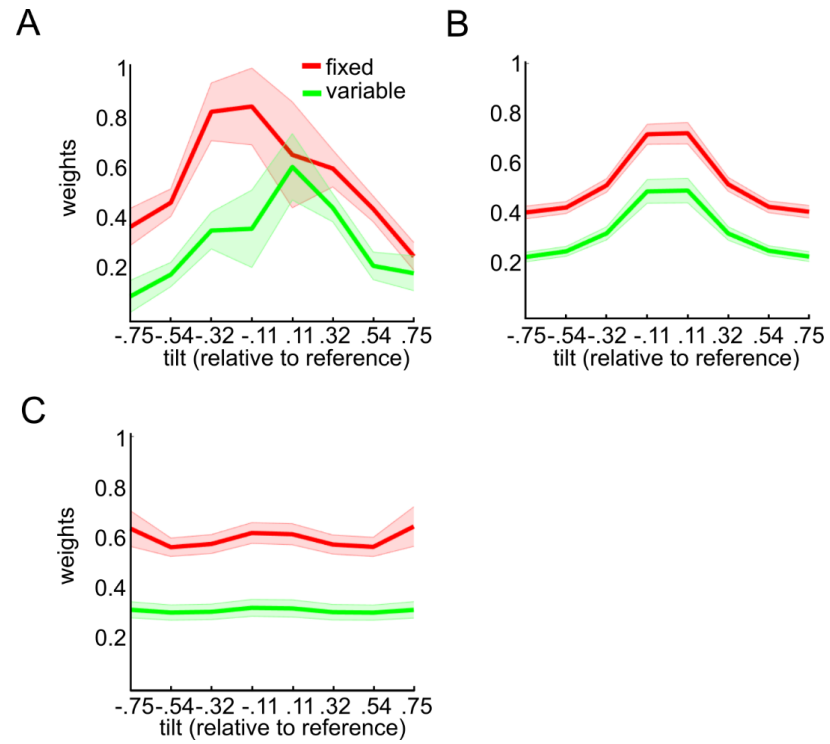 A
1
0.8
0.6
0.4
0.2
weights
fixed
variable
-.75 -.54 -.32 -.11 .11 .32 .54 .75
tilt (relative to reference)
B
1
0.8
0.6
0.4
0.2
-.75 -.54 -.32 -.11 .11 .32 .54 .75
tilt (relative to reference)
C
1
0.8
0.6
0.4
0.2
weights
-.75 -.54 -.32 -.11 .11 .32 .54 .75
tilt (relative to reference)